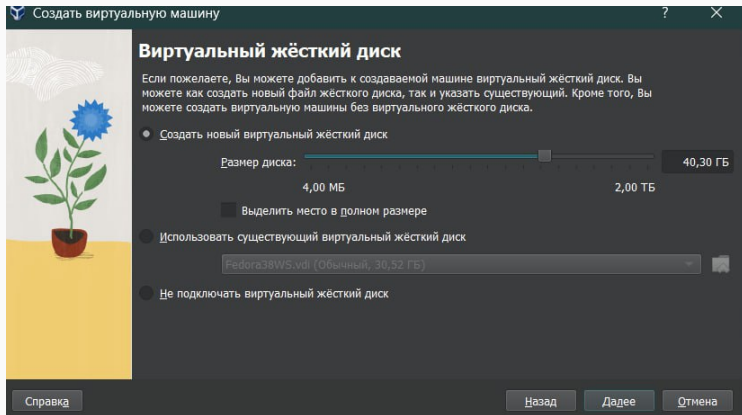 Создать виртуальную машину
?
Виртуальный жёсткий диск
Если пожелаете, Вы можете добавить к создаваемой машине виртуальный жёсткий диск. Вы
можете как создать новый файл жёсткого диска, так и указать существующий. Кроме того, Вы
можете создать виртуальную машины без виртуального жёсткого диска.
Создать новый виртуальный жёсткий диск
Размер диска:
40,30 ГБ
4,00 МБ
2,00 ТБ
Выделить место в полном размере
Использовать существующий виртуальный жёсткий диск
Fedora38WS.vdi (Обычный, 30,52 ГБ)
Не подключать виртуальный жёсткий диск
Справка
Назад
Далее
Отмена